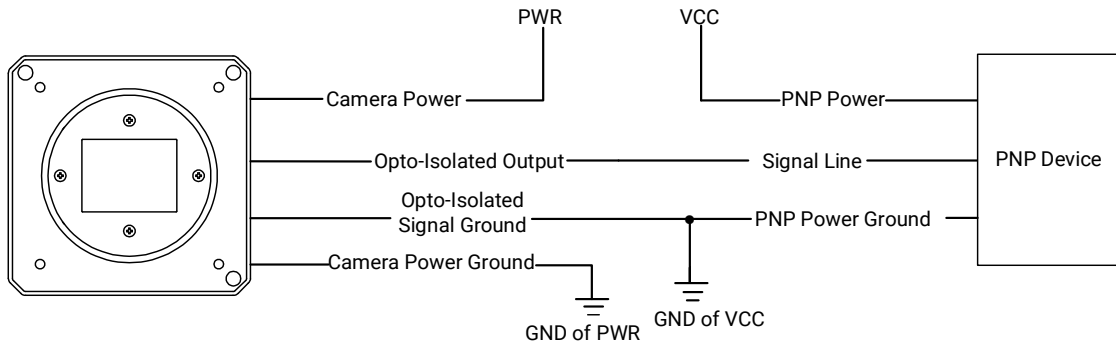 PWR
VCC
Camera Power
PNP Power
Opto-Isolated Output
Signal Line
PNP Device
Opto-Isolated
Signal Ground
PNP Power Ground
Camera Power Ground
GND of PWR
GND of VCC